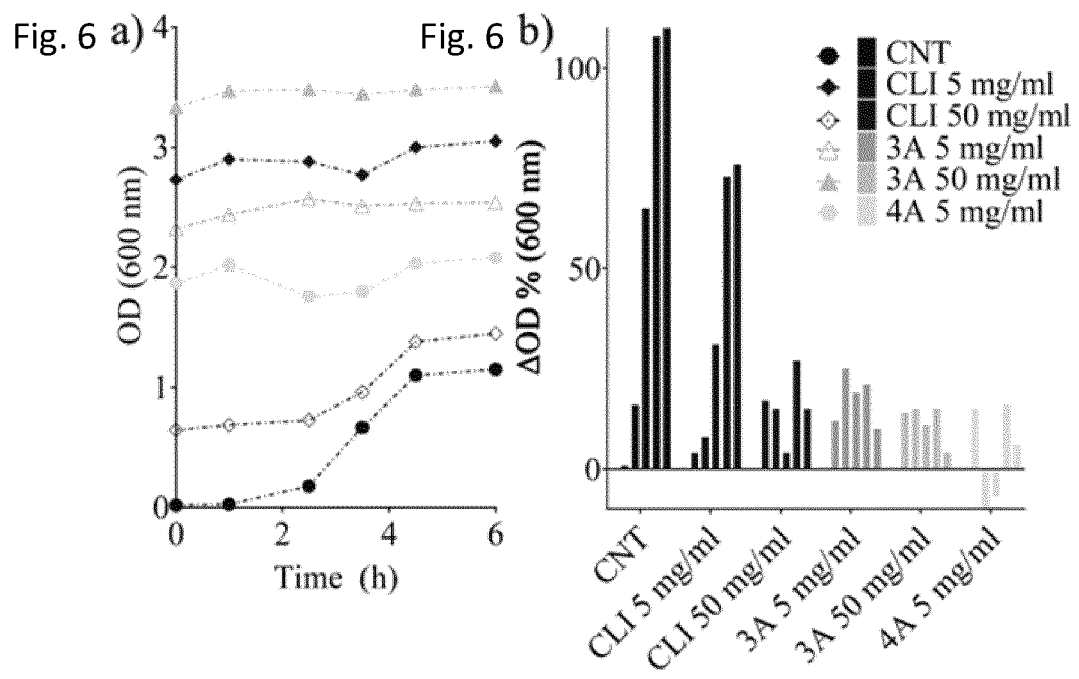 Fig. 6 a)
4
3
2
1
0
OD (600 nm)
0 2 4 6
Time (h)
Fig. 6 b)
100
50
0
ΔOD % (600 nm)
CNT
CLI 5 mg/ml
CLI 50 mg/ml
3A 5 mg/ml
3A 50 mg/ml
4A 5 mg/ml
CNT
CLI 5 mg/ml
CLI 50 mg/ml
3A 5 mg/ml
3A 50 mg/ml
4A 5 mg/ml